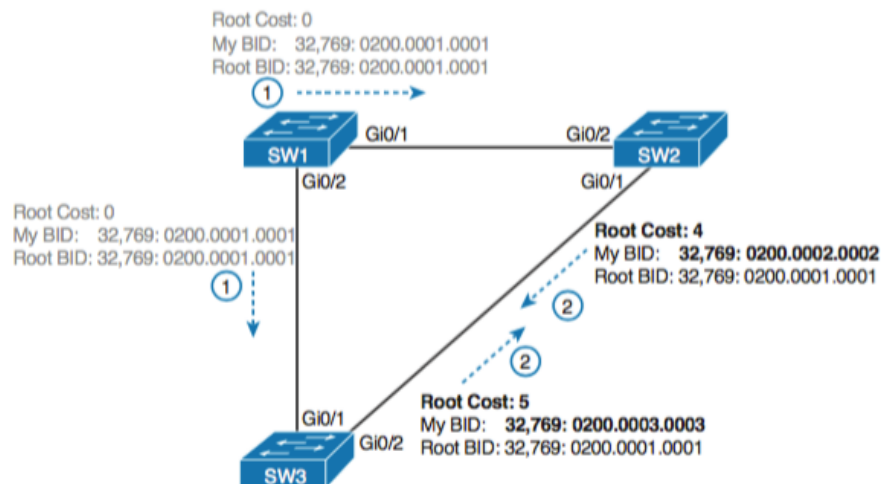 Root Cost: 0
My BID: 32,769: 0200.0001.0001
Root BID: 32,769: 0200.0001.0001
1
Gi0/1
Gi0/2
SW1
SW2
Gi0/2
Gi0/1
Root Cost: 0
My BID: 32,769: 0200.0001.0001
Root BID: 32,769: 0200.0001.0001
1
Root Cost: 4
My BID: 32,769: 0200.0002.0002
Root BID: 32,769: 0200.0001.0001
2
2
Root Cost: 5
My BID: 32,769: 0200.0003.0003
Root BID: 32,769: 0200.0001.0001
Gi0/1
Gi0/2
SW3